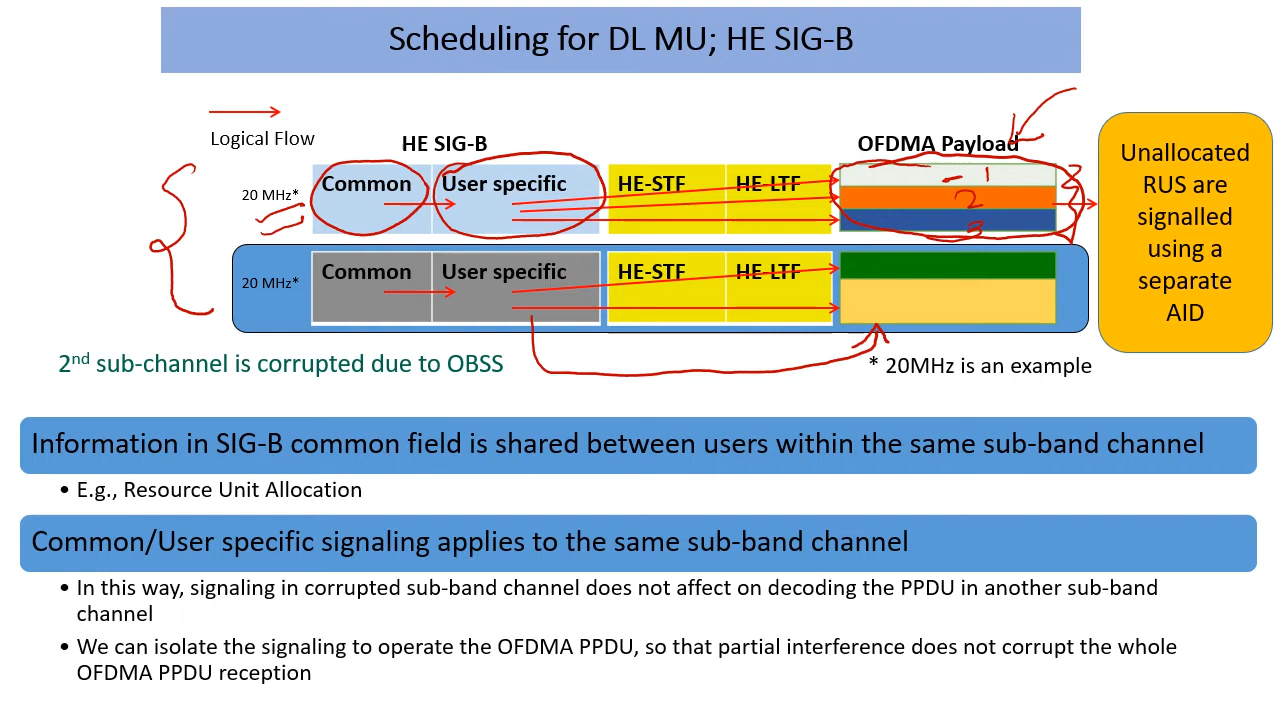 Scheduling for DL MU; HE SIG-B
Logical Flow
HE SIG-B
OFDMA Payload
20 MHz*
Common
User specific
HE-STF
HE-LTF
1
2
3
20 MHz*
Common
User specific
HE-STF
HE-LTF
Unallocated
RUS are
signalled
using a
separate
AID
2nd sub-channel is corrupted due to OBSS
* 20MHz is an example
Information in SIG-B common field is shared between users within the same sub-band channel
• E.g., Resource Unit Allocation
Common/User specific signaling applies to the same sub-band channel
• In this way, signaling in corrupted sub-band channel does not affect on decoding the PPDU in another sub-band
channel
• We can isolate the signaling to operate the OFDMA PPDU, so that partial interference does not corrupt the whole
OFDMA PPDU reception